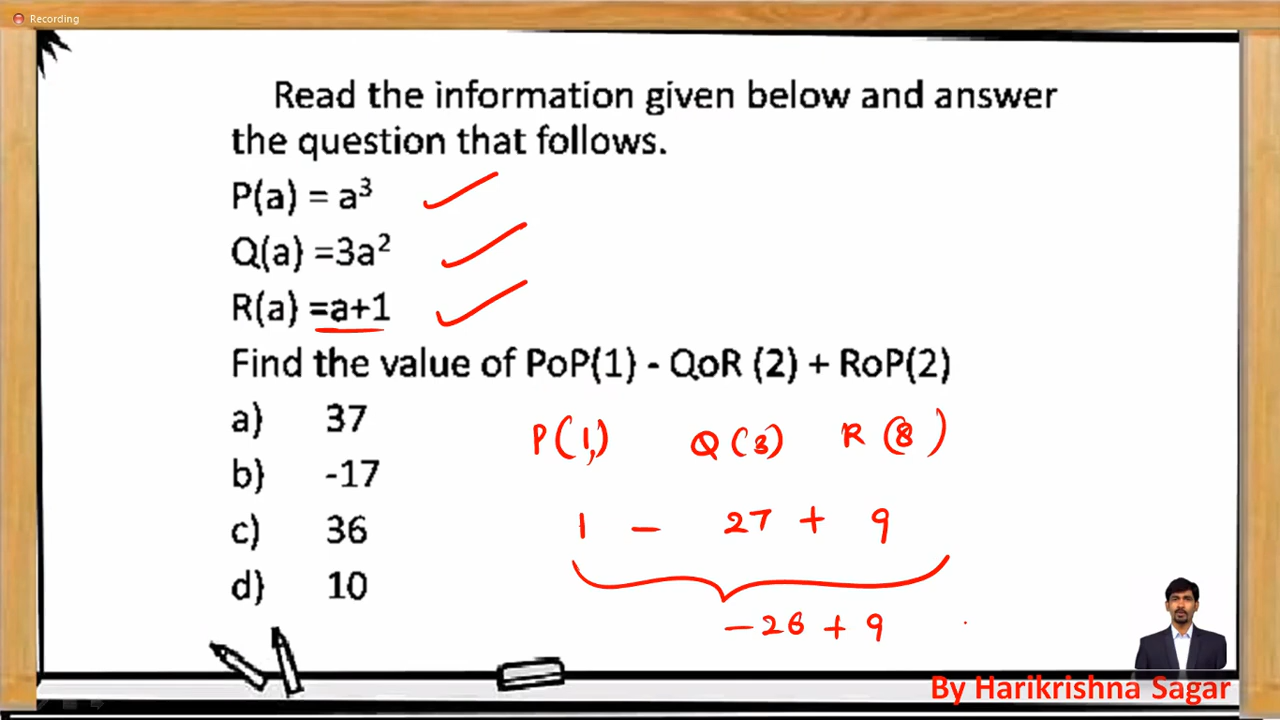 Recording
Read the information given below and answer
the question that follows.
P(a) = a³
Q(a) =3a²
R(a) =a+1
Find the value of PoP(1) - QoR (2) + RoP(2)
a) 37
b) -17
c) 36
d) 10
P(1) Q(3) R(8)
1 - 27 + 9
-26 + 9
By Harikrishna Sagar